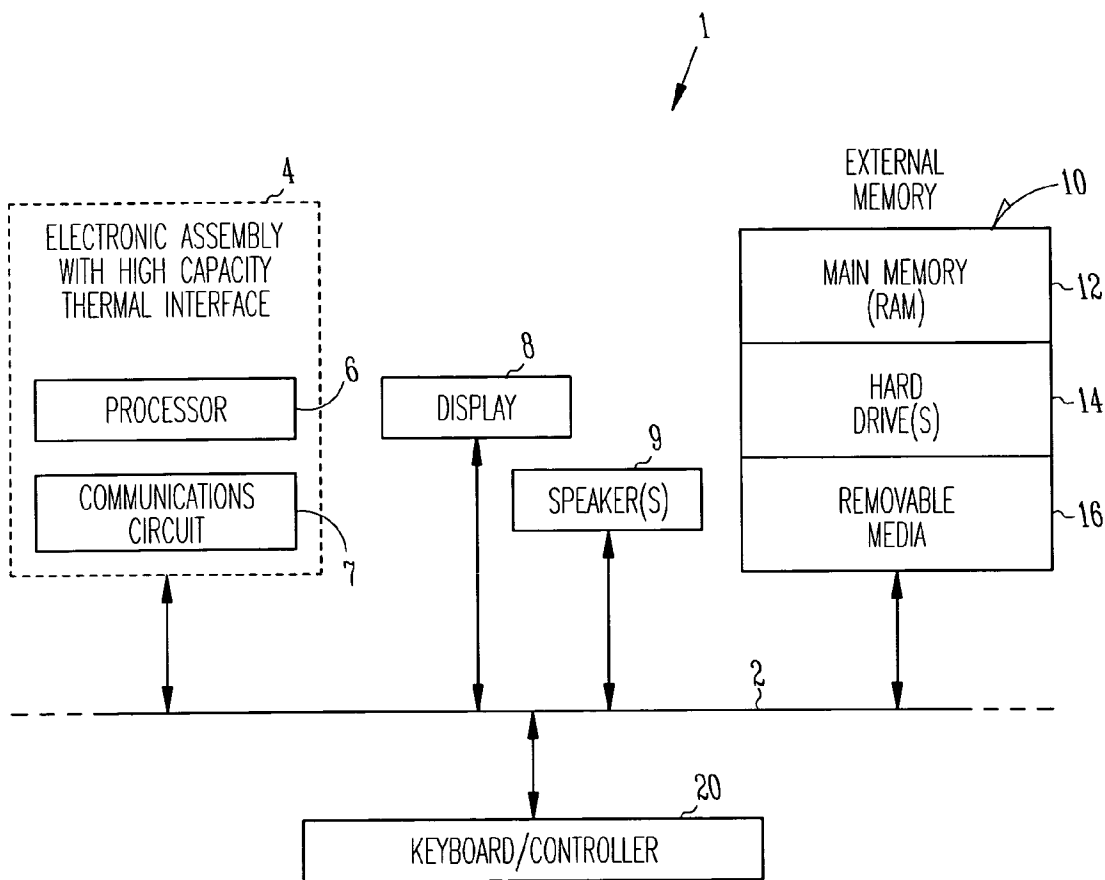 1
EXTERNAL
MEMORY
10
4
ELECTRONIC ASSEMBLY
WITH HIGH CAPACITY
THERMAL INTERFACE
MAIN MEMORY
(RAM)
12
6
PROCESSOR
8
DISPLAY
HARD
DRIVE(S)
14
COMMUNICATIONS
CIRCUIT
7
9
SPEAKER(S)
REMOVABLE
MEDIA
16
2
20
KEYBOARD/CONTROLLER